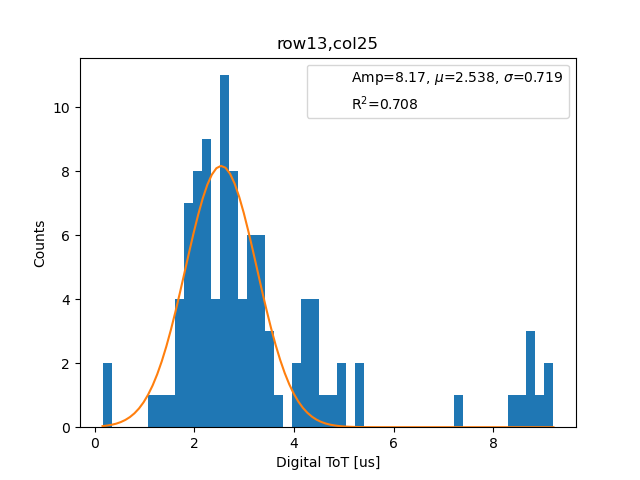 row13,col25
Amp=8.17, μ=2.538, σ=0.719
R²=0.708
10
8
6
4
2
0
Counts
0 2 4 6 8
Digital ToT [us]